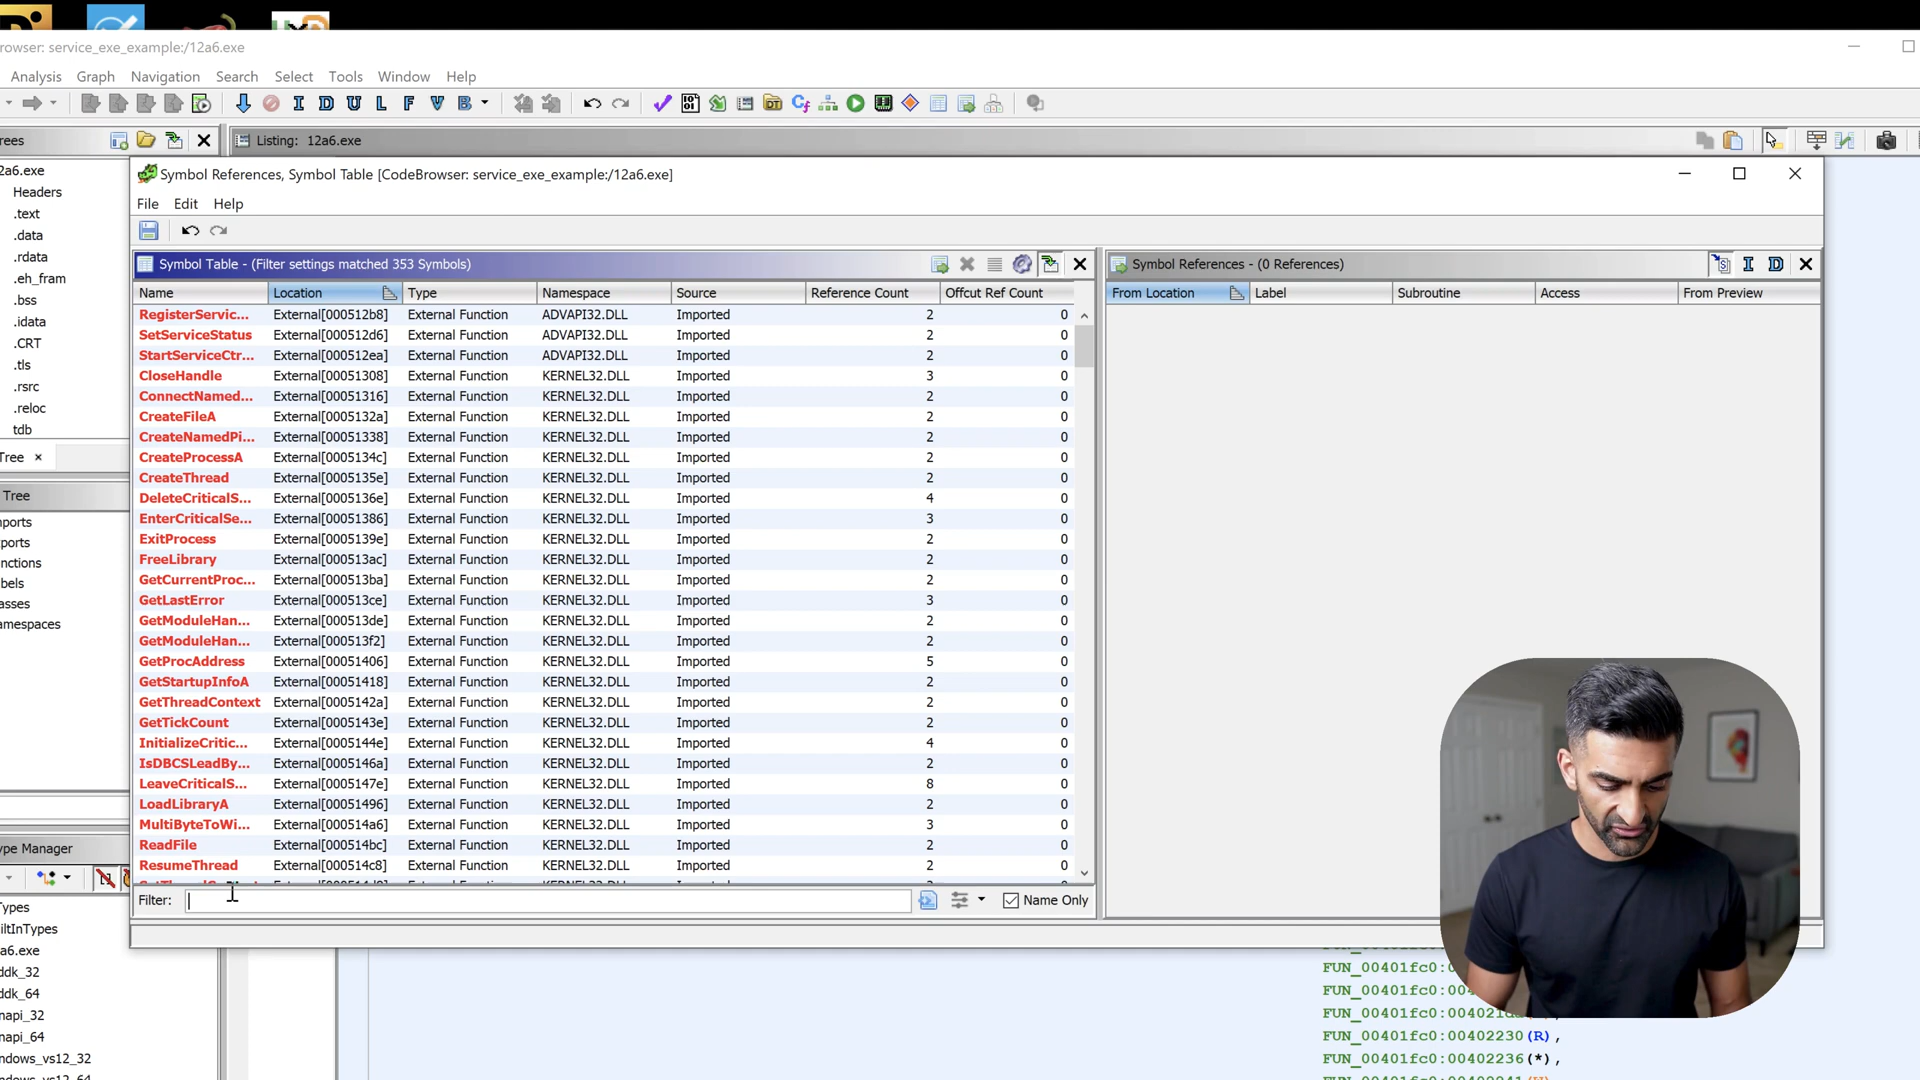 rowser: service_exe_example:/12a6.exe
Analysis Graph Navigation Search Select Tools Window Help
I D U L F V B
rees
Listing: 12a6.exe
2a6.exe
Headers
.text
.data
.rdata
.eh_fram
.bss
.idata
.CRT
.tls
.rsrc
.reloc
tdb
Tree ×
Tree
mports
xports
nctions
bels
asses
amespaces
ype Manager
Types
iltInTypes
a6.exe
ddk_32
ddk_64
napi_32
napi_64
ndows_vs12_32
Symbol References, Symbol Table [CodeBrowser: service_exe_example:/12a6.exe]
File Edit Help
Symbol Table - (Filter settings matched 353 Symbols)
Name Location Type Namespace Source Reference Count Offcut Ref Count
RegisterServic... External[000512b8] External Function ADVAPI32.DLL Imported 2 0
SetServiceStatus External[000512d6] External Function ADVAPI32.DLL Imported 2 0
StartServiceCtr... External[000512ea] External Function ADVAPI32.DLL Imported 2 0
CloseHandle External[00051308] External Function KERNEL32.DLL Imported 3 0
ConnectNamed... External[00051316] External Function KERNEL32.DLL Imported 2 0
CreateFileA External[0005132a] External Function KERNEL32.DLL Imported 2 0
CreateNamedPi... External[00051338] External Function KERNEL32.DLL Imported 2 0
CreateProcessA External[0005134c] External Function KERNEL32.DLL Imported 2 0
CreateThread External[0005135e] External Function KERNEL32.DLL Imported 2 0
DeleteCriticalS... External[0005136e] External Function KERNEL32.DLL Imported 4 0
EnterCriticalSe... External[00051386] External Function KERNEL32.DLL Imported 3 0
ExitProcess External[0005139e] External Function KERNEL32.DLL Imported 2 0
FreeLibrary External[000513ac] External Function KERNEL32.DLL Imported 2 0
GetCurrentProc... External[000513ba] External Function KERNEL32.DLL Imported 2 0
GetLastError External[000513ce] External Function KERNEL32.DLL Imported 3 0
GetModuleHan... External[000513de] External Function KERNEL32.DLL Imported 2 0
GetModuleHan... External[000513f2] External Function KERNEL32.DLL Imported 2 0
GetProcAddress External[00051406] External Function KERNEL32.DLL Imported 5 0
GetStartupInfoA External[00051418] External Function KERNEL32.DLL Imported 2 0
GetThreadContext External[0005142a] External Function KERNEL32.DLL Imported 2 0
GetTickCount External[0005143e] External Function KERNEL32.DLL Imported 2 0
InitializeCritic... External[0005144e] External Function KERNEL32.DLL Imported 4 0
IsDBCSLeadBy... External[0005146a] External Function KERNEL32.DLL Imported 2 0
LeaveCriticalS... External[0005147e] External Function KERNEL32.DLL Imported 8 0
LoadLibraryA External[00051496] External Function KERNEL32.DLL Imported 2 0
MultiByteToWi... External[000514a6] External Function KERNEL32.DLL Imported 3 0
ReadFile External[000514bc] External Function KERNEL32.DLL Imported 2 0
ResumeThread External[000514c8] External Function KERNEL32.DLL Imported 2 0
Filter: Name Only
Symbol References - (0 References)
I D
From Location Label Subroutine Access From Preview
FUN_00401fc0:0
FUN_00401fc0:00
FUN_00401fc0:00402230(R),
FUN_00401fc0:00402236(*),